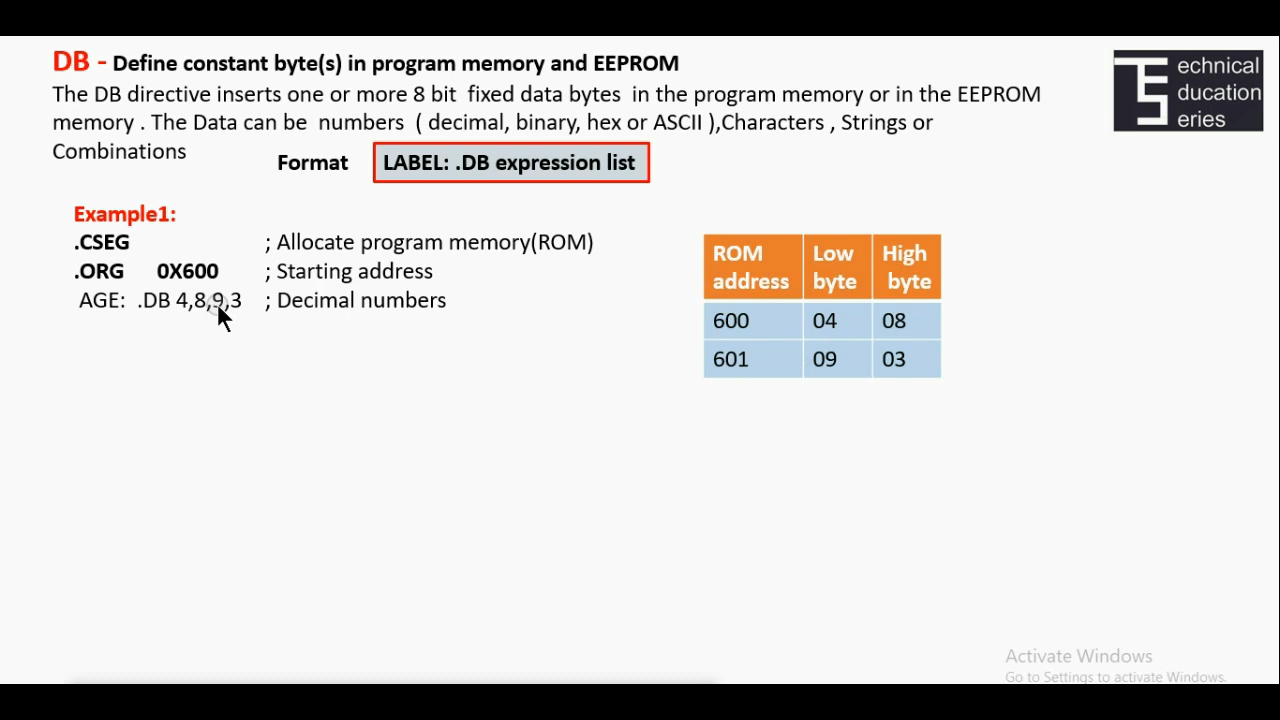 DB - Define constant byte(s) in program memory and EEPROM
The DB directive inserts one or more 8 bit fixed data bytes in the program memory or in the EEPROM
memory . The Data can be numbers ( decimal, binary, hex or ASCII ),Characters , Strings or
Combinations
Format LABEL: .DB expression list
Technical
Education
Series
Example1:
.CSEG ; Allocate program memory(ROM)
.ORG 0X600 ; Starting address
AGE: .DB 4,8,9,3 ; Decimal numbers
ROM address Low byte High byte
600 04 08
601 09 03
Activate Windows
Go to Settings to activate Windows.